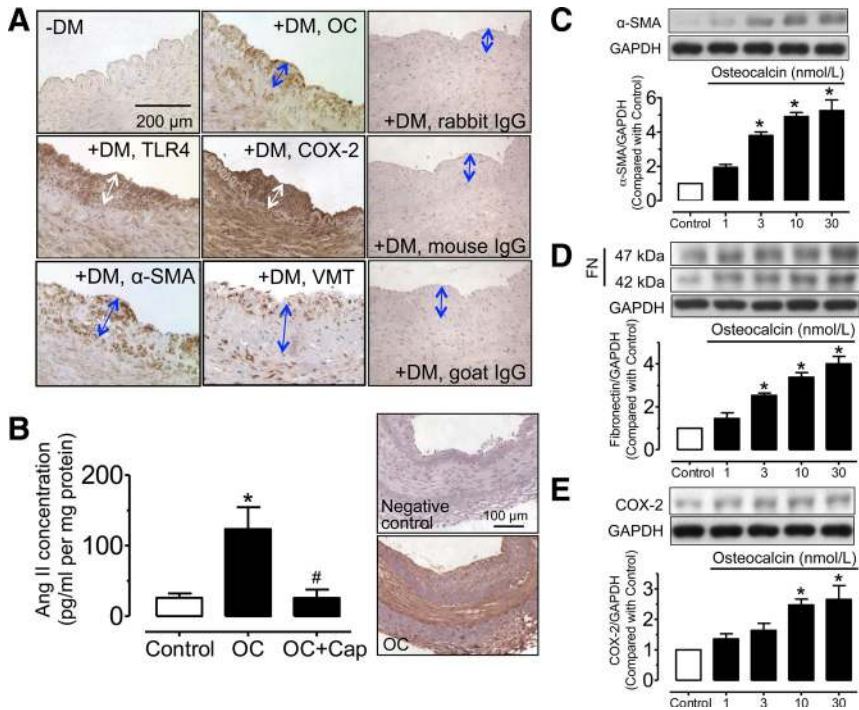 A
-DM
+DM, OC
200 µm
+DM, rabbit IgG
+DM, TLR4
+DM, COX-2
+DM, mouse IgG
+DM, α-SMA
+DM, VMT
+DM, goat IgG
B
Ang II concentration
(pg/ml per mg protein)
200
100
0
*
#
Control OC OC+Cap
Negative
control
100 µm
OC
C
α-SMA
GAPDH
Osteocalcin (nmol/L)
α-SMA/GAPDH
(Compared with Control)
6
4
2
0
* * *
Control 1 3 10 30
D
FN
47 kDa
42 kDa
GAPDH
Osteocalcin (nmol/L)
Fibronectin/GAPDH
(Compared with Control)
4
2
0
* * *
Control 1 3 10 30
E
COX-2
GAPDH
Osteocalcin (nmol/L)
COX-2/GAPDH
(Compared with Control)
3
2
1
0
* *
Control 1 3 10 30